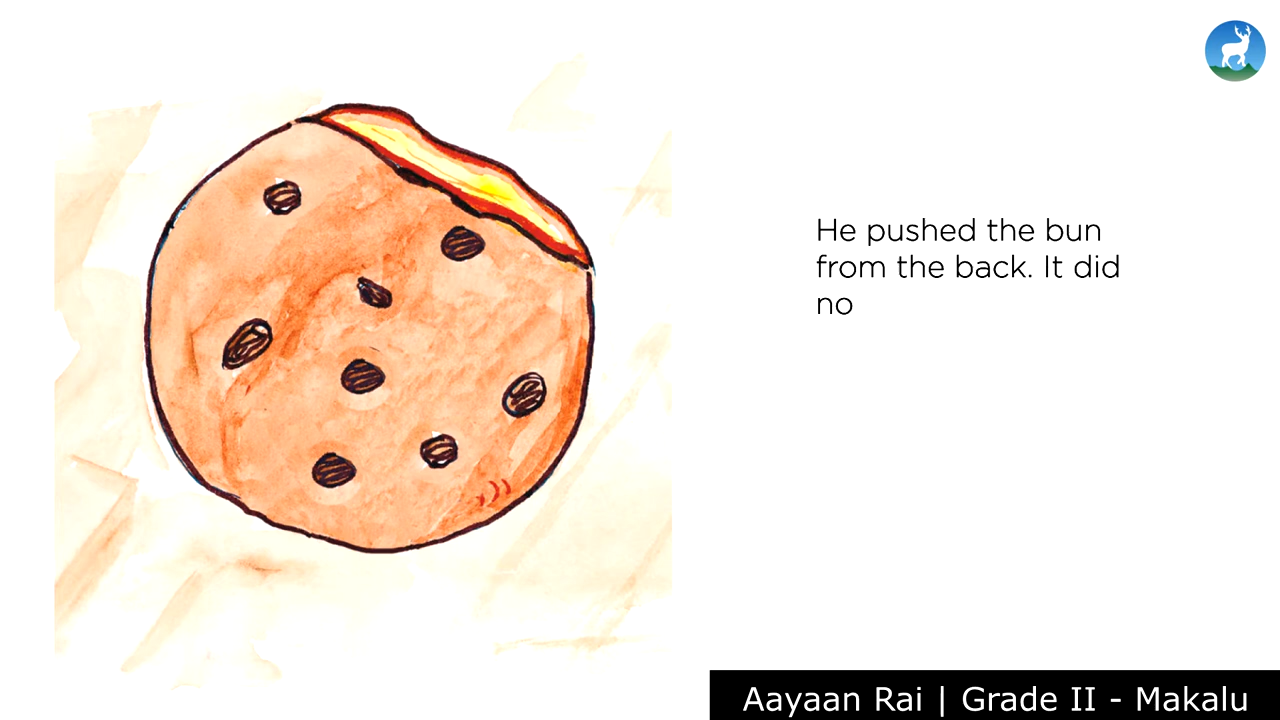 He pushed the bun
from the back. It did
no
Aayaan Rai | Grade II - Makalu